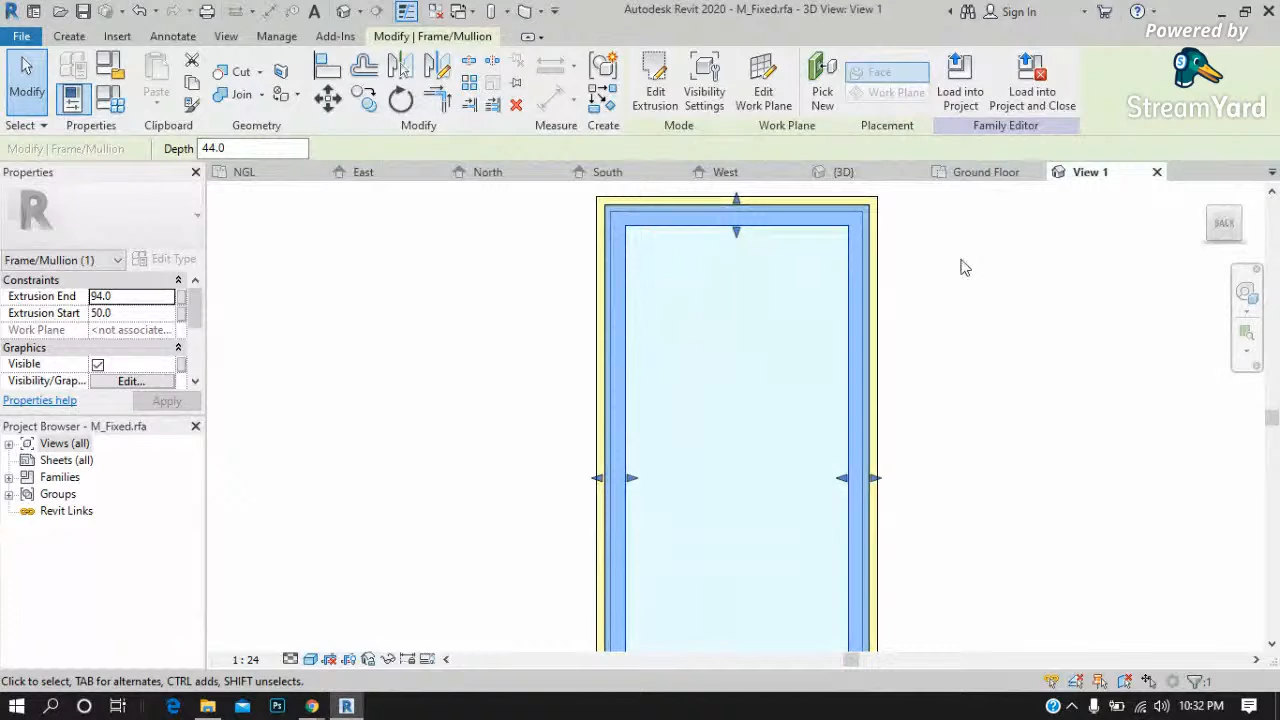 Autodesk Revit 2020 - M_Fixed.rfa - 3D View: View 1
Sign In
Powered by
StreamYard
File
Create
Insert
Annotate
View
Manage
Add-Ins
Modify | Frame/Mullion
Modify
Paste
Cut
Join
Edit
Extrusion
Visibility
Settings
Edit
Work Plane
Pick
New
Face
Work Plane
Load into
Project
Load into
Project and Close
Select
Properties
Clipboard
Geometry
Modify
Measure
Create
Mode
Work Plane
Placement
Family Editor
Modify | Frame/Mullion
Depth
44.0
Properties
NGL
East
North
South
West
(3D)
Ground Floor
View 1
BACK
Frame/Mullion (1)
Edit Type
Constraints
Extrusion End
94.0
Extrusion Start
50.0
Work Plane
<not associate...
Graphics
Visible
Visibility/Grap...
Edit...
Properties help
Apply
Project Browser - M_Fixed.rfa
Views (all)
Sheets (all)
Families
Groups
Revit Links
1 : 24
Click to select, TAB for alternates, CTRL adds, SHIFT unselects.
:1
10:32 PM